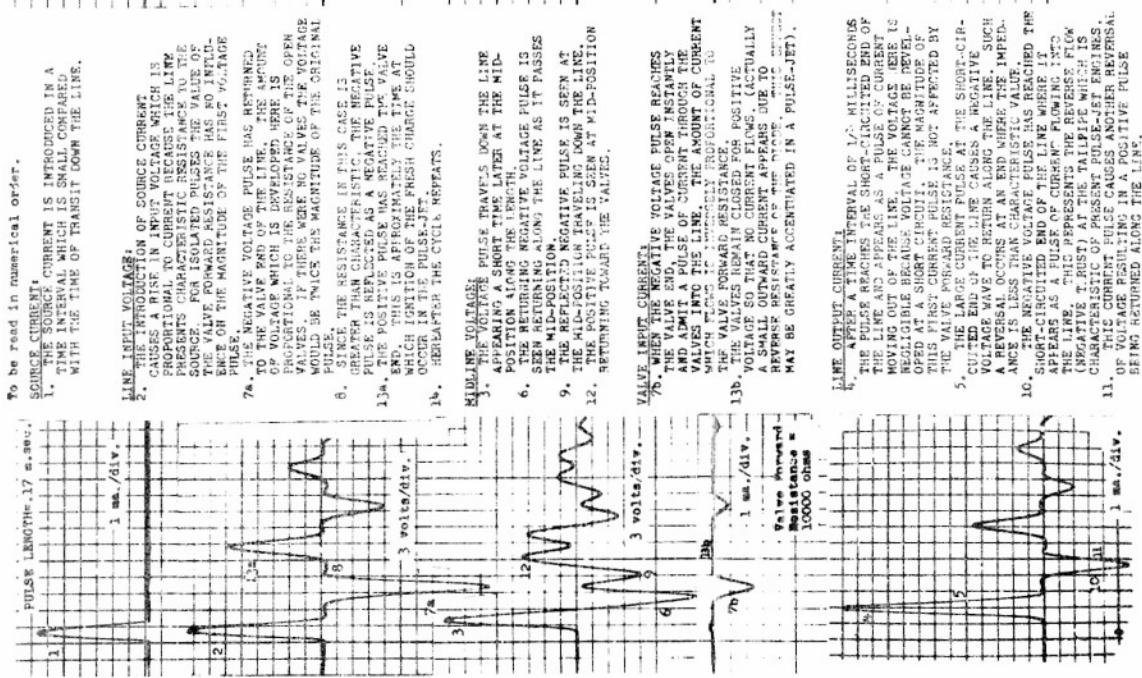 To be read in numerical order.
SOURCE CURRENT:
1. THE SOURCE CURRENT IS INTRODUCED IN A
TIME INTERVAL WHICH IS SMALL COMPARED
WITH THE TIME OF TRANSIT DOWN THE LINE.
LINE INPUT VOLTAGE:
2. THE INTRODUCTION OF SOURCE CURRENT
CAUSES A RISE IN INPUT VOLTAGE WHICH IS
PROPORTIONAL TO CURRENT BECAUSE THE LINE
PRESENTS CHARACTERISTIC RESISTANCE TO THE
SOURCE. FOR ISOLATED PULSES THE VALUE OF
THE VALVE FORWARD RESISTANCE HAS NO INFLU-
ENCE ON THE MAGNITUDE OF THE FIRST VOLTAGE
PULSE.
7a. THE NEGATIVE VOLTAGE PULSE HAS RETURNED
TO THE VALVE END OF THE LINE. THE AMOUNT
OF VOLTAGE WHICH IS DEVELOPED HERE IS
PROPORTIONAL TO THE RESISTANCE OF THE OPEN
VALVES. IF THERE WERE NO VALVES THE VOLTAGE
WOULD BE TWICE THE MAGNITUDE OF THE ORIGINAL
PULSE.
8. SINCE THE RESISTANCE IN THIS CASE IS
GREATER THAN CHARACTERISTIC, THE NEGATIVE
PULSE IS REFLECTED AS A NEGATIVE PULSE.
13a. THE POSITIVE PULSE HAS REACHED THE VALVE
END. THIS IS APPROXIMATELY THE TIME AT
WHICH IGNITION OF THE FRESH CHARGE SHOULD
OCCUR IN THE PULSE-JET.
14. HEREAFTER THE CYCLE REPEATS.
MIDLINE VOLTAGE:
3. THE VOLTAGE PULSE TRAVELS DOWN THE LINE
APPEARING A SHORT TIME LATER AT THE MID-
POSITION ALONG THE LENGTH.
6. THE RETURNING NEGATIVE VOLTAGE PULSE IS
SEEN RETURNING ALONG THE LINE AS IT PASSES
THE MID-POSITION.
9. THE REFLECTED NEGATIVE PULSE IS SEEN AT
THE MID-POSITION TRAVELING DOWN THE LINE.
12. THE POSITIVE PULSE IS SEEN AT MID-POSITION
RETURNING TOWARD THE VALVES.
VALVE INPUT CURRENT:
7b. WHEN THE NEGATIVE VOLTAGE PULSE REACHES
THE VALVE END, THE VALVES OPEN INSTANTLY
AND ADMIT A PULSE OF CURRENT THROUGH THE
VALVES INTO THE LINE. THE AMOUNT OF CURRENT
WHICH FLOWS IS INVERSELY PROPORTIONAL TO
THE VALVE FORWARD RESISTANCE.
13b. THE VALVES REMAIN CLOSED FOR POSITIVE
VOLTAGE SO THAT NO CURRENT FLOWS. (ACTUALLY
A SMALL OUTWARD CURRENT APPEARS DUE TO
REVERSE RESISTANCE OF THE DIODE.
MAY BE GREATLY ACCENTUATED IN A PULSE-JET).
LINE OUTPUT CURRENT:
4. AFTER A TIME INTERVAL OF MILLISECONDS
THE PULSE REACHES THE SHORT-CIRCUITED END OF
THE LINE AND APPEARS AS A PULSE OF CURRENT
MOVING OUT OF THE LINE. THE VOLTAGE HERE IS
NEGLIGIBLE BECAUSE VOLTAGE CANNOT BE DEVEL-
OPED AT A SHORT CIRCUIT. THE MAGNITUDE OF
THIS FIRST CURRENT PULSE IS NOT AFFECTED BY
THE VALVE FORWARD RESISTANCE.
5. THE LARGE CURRENT PULSE AT THE SHORT-CIR-
CUITED END OF THE LINE CAUSES A NEGATIVE
VOLTAGE WAVE TO RETURN ALONG THE LINE. SUCH
A REVERSAL OCCURS AT AN END WHERE THE IMPED-
ANCE IS LESS THAN CHARACTERISTIC VALUE.
10. THE NEGATIVE VOLTAGE PULSE HAS REACHED THE
SHORT-CIRCUITED END OF THE LINE WHERE IT
APPEARS AS A PULSE OF CURRENT FLOWING INTO
THE LINE. THIS REPRESENTS THE REVERSE FLOW
(NEGATIVE THRUST) AT THE TAILPIPE WHICH IS
CHARACTERISTIC OF PRESENT PULSE-JET ENGINES.
11. THIS CURRENT PULSE CAUSES ANOTHER REVERSAL
OF VOLTAGE RESULTING IN A POSITIVE PULSE
BEING RETURNED ALONG THE LINE.
PULSE LENGTH=.17 m.sec.
1
1 ma./div.
2
7a
8
13a
3 volts/div.
3
6
9
12
3 volts/div.
7b
13b
1 ma./div.
Valve Forward
Resistance =
10000 ohms
4
5
10
11
1 ma./div.